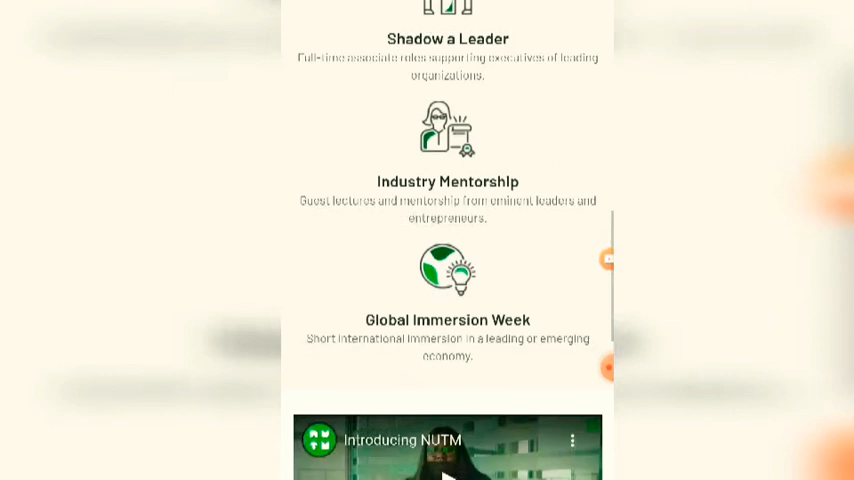 Shadow a Leader
Full-time associate roles supporting executives of leading
organizations.
Industry Mentorship
Guest lectures and mentorship from eminent leaders and
entrepreneurs.
Global Immersion Week
Short international immersion in a leading or emerging
economy.
Introducing NUTM